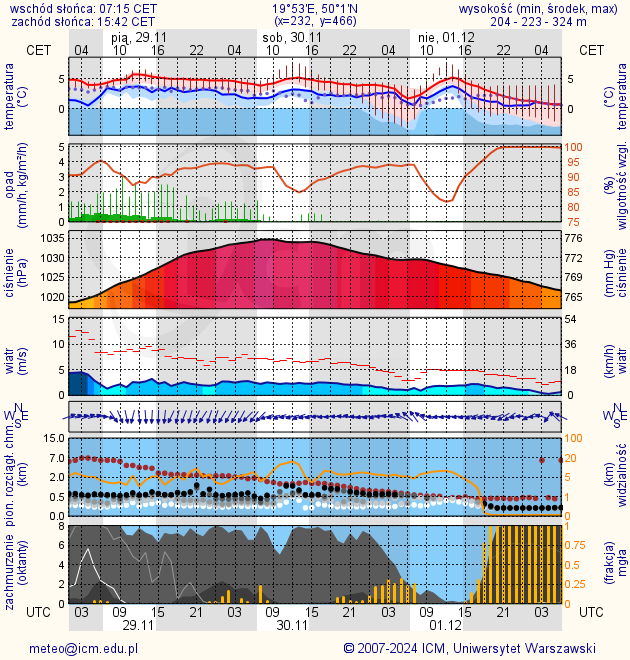 wschód słońca: 07:15 CET 19°53'E, 50°1'N wysokość (min, środek, max)
zachód słońca: 15:42 CET (x=232, y=466) 204 - 223 - 324 m
pią, 29.11 sob, 30.11 nie, 01.12
CET 04 10 16 22 04 10 16 22 04 10 16 22 04 CET
temperatura (°C) 5 0 5 0 temperatura (°C)
opad (mm/h, kg/m²/h) 5 4 3 2 1 0 100 95 90 85 80 75 wilgotność wzgl. (%)
ciśnienie (hPa) 1035 1030 1025 1020 776 772 769 765 ciśnienie (mm Hg)
wiatr (m/s) 15 10 5 0 54 36 18 0 wiatr (km/h)
N W E S N W E S
pion. rozciągł. chm. (km) 15.0 2.0 0.5 0.0 100 20 5 1 0 widzialność (km)
zachmurzenie (oktanty) 8 6 4 2 0 1 0.75 0.5 0.25 0 mgła (frakcja)
UTC 03 09 15 21 03 09 15 21 03 09 15 21 03 UTC
29.11 30.11 01.12
meteo@icm.edu.pl © 2007-2024 ICM, Uniwersytet Warszawski